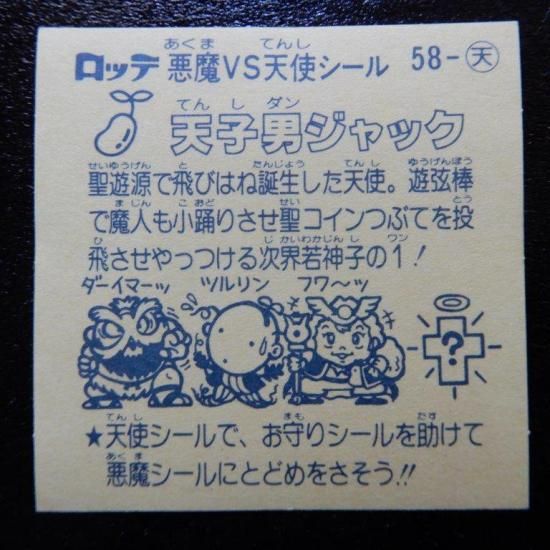 ロッテ 悪魔VS天使シール 58-天
あくま てんし
てん し ダン
天子男ジャック
せいゆうげん と たんじょう てん し ゆうげんぼう
聖遊源で飛びはね誕生した天使。遊弦棒
ま じん こ おど せい とう
で魔人も小踊りさせ聖コインつぶてを投
ひ じ かいわかじん し ワン
飛させやっつける次界若神子の1!
ダーイマーッ ツルリン フワ〜ッ
?
てん し まも たす
★天使シールで、お守りシールを助けて
あく ま
悪魔シールにとどめをさそう!!